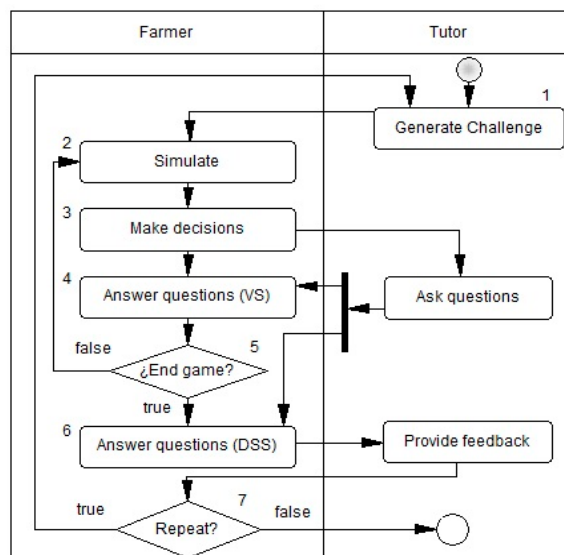 Farmer
Tutor
1
Generate Challenge
2
Simulate
3
Make decisions
4
Answer questions (VS)
Ask questions
false
5
¿End game?
true
6
Answer questions (DSS)
Provide feedback
7
true
false
Repeat?